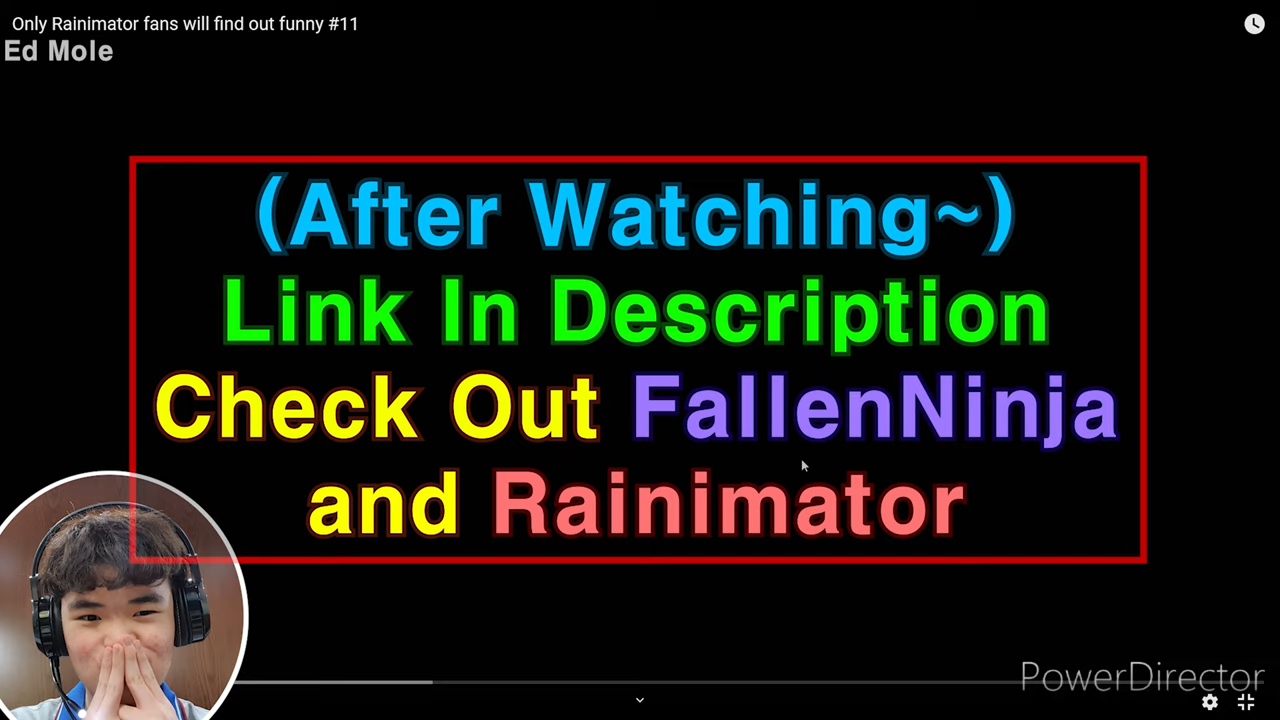 Only Rainimator fans will find out funny #11
Ed Mole
(After Watching~)
Link In Description
Check Out FallenNinja
and Rainimator
PowerDirector